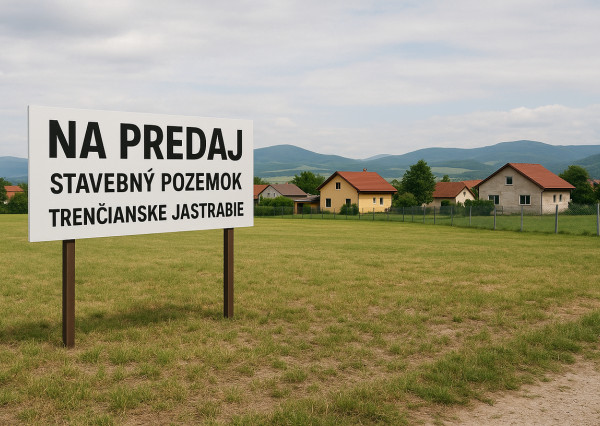 NA PREDAJ
STAVEBNÝ POZEMOK
TRENČIANSKE JASTRABIE